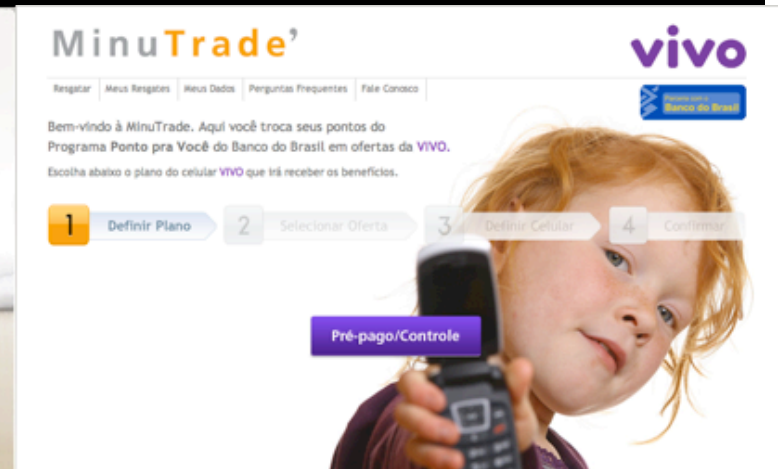 MinuTrade'
vivo
Resgatar Meus Resgates Meus Dados Perguntas Frequentes Fale Conosco
Parceria com o
Banco do Brasil
Bem-vindo à MinuTrade. Aqui você troca seus pontos do
Programa Ponto pra Você do Banco do Brasil em ofertas da VIVO.
Escolha abaixo o plano do celular VIVO que irá receber os benefícios.
1 Definir Plano 2 Selecionar Oferta 3 Definir Celular 4 Confirmar
Pré-pago/Controle